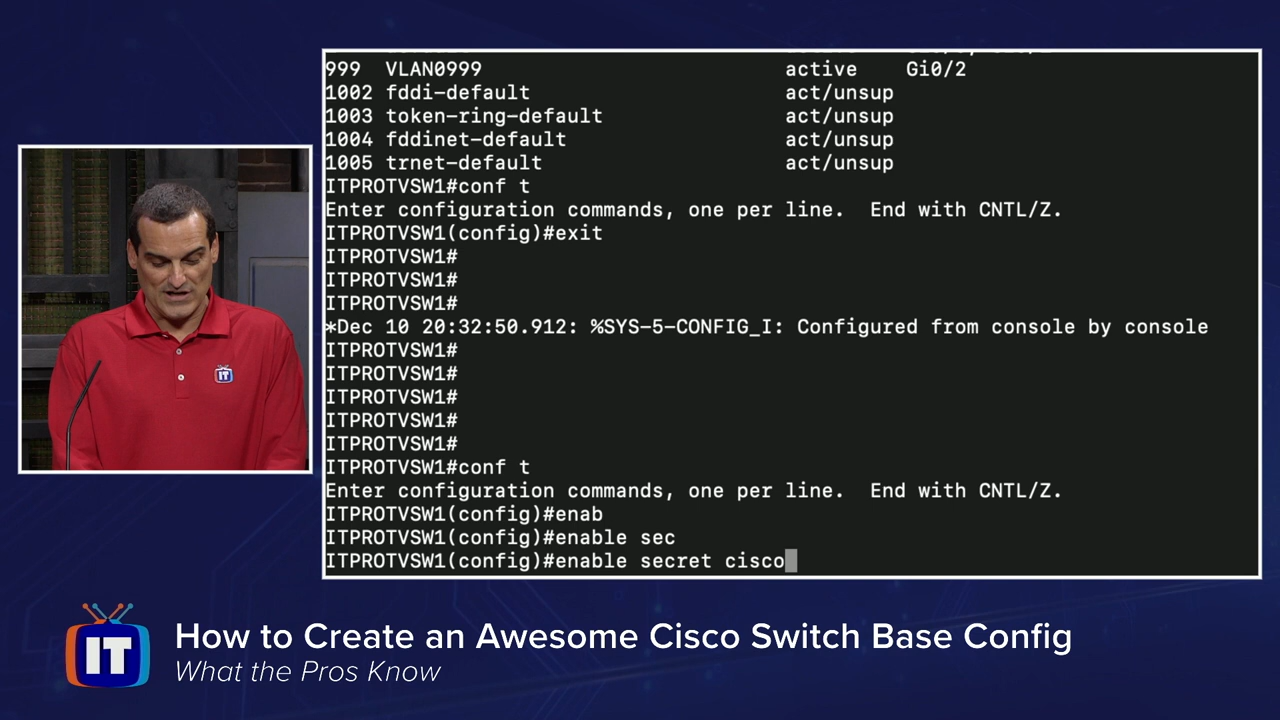 999 VLAN0999 active Gi0/2
1002 fddi-default act/unsup
1003 token-ring-default act/unsup
1004 fddinet-default act/unsup
1005 trnet-default act/unsup
ITPROTVSW1#conf t
Enter configuration commands, one per line. End with CNTL/Z.
ITPROTVSW1(config)#exit
ITPROTVSW1#
ITPROTVSW1#
ITPROTVSW1#
*Dec 10 20:32:50.912: %SYS-5-CONFIG_I: Configured from console by console
ITPROTVSW1#
ITPROTVSW1#
ITPROTVSW1#
ITPROTVSW1#
ITPROTVSW1#
ITPROTVSW1#conf t
Enter configuration commands, one per line. End with CNTL/Z.
ITPROTVSW1(config)#enab
ITPROTVSW1(config)#enable sec
ITPROTVSW1(config)#enable secret cisco
IT
IT
How to Create an Awesome Cisco Switch Base Config
What the Pros Know